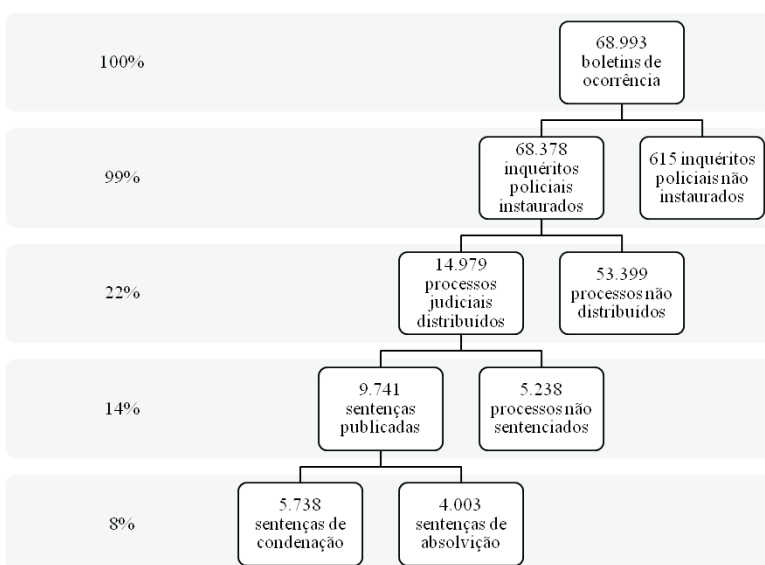 100%
68.993
boletins de
ocorrência
99%
68.378
inquéritos
policiais
instaurados
615 inquéritos
policiais não
instaurados
22%
14.979
processos
judiciais
distribuídos
53.399
processos não
distribuídos
14%
9.741
sentenças
publicadas
5.238
processos não
sentenciados
8%
5.738
sentenças de
condenação
4.003
sentenças de
absolvição